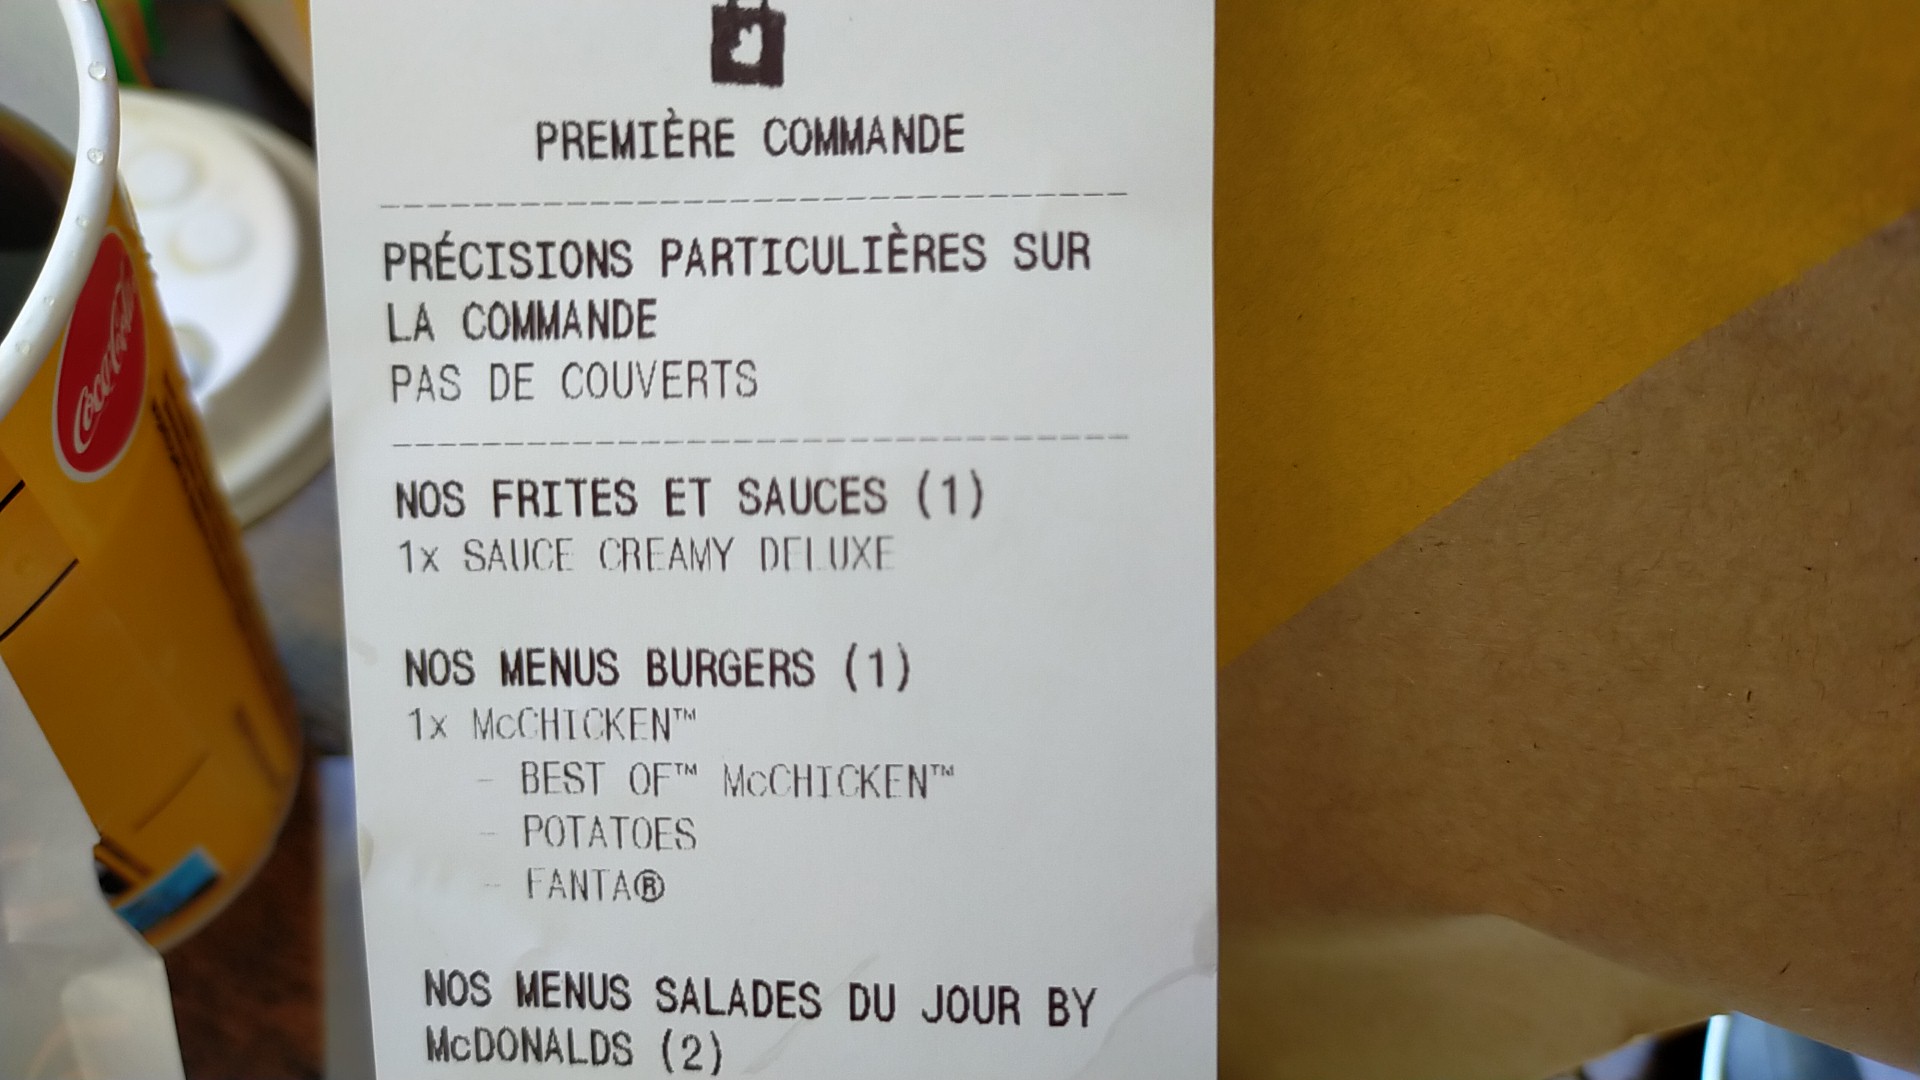 PREMIÈRE COMMANDE
PRÉCISIONS PARTICULIÈRES SUR
LA COMMANDE
PAS DE COUVERTS
NOS FRITES ET SAUCES (1)
1x SAUCE CREAMY DELUXE
NOS MENUS BURGERS (1)
1x McCHICKEN™
- BEST OF™ McCHICKEN™
- POTATOES
- FANTA®
NOS MENUS SALADES DU JOUR BY
McDONALDS (2)
Coca-Cola